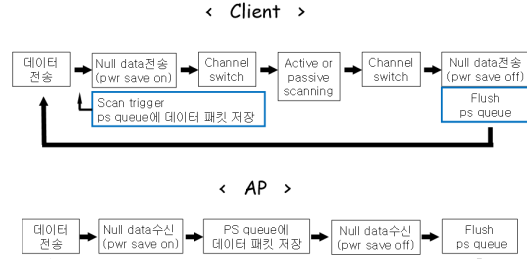 < Client >
데이터
전송
Null data전송
(pwr save on)
Channel
switch
Active or
passive
scanning
Channel
switch
Null data전송
(pwr save off)
Scan trigger
ps queue에 데이터 패킷 저장
Flush
ps queue
< AP >
데이터
전송
Null data수신
(pwr save on)
PS queue에
데이터 패킷 저장
Null data수신
(pwr save off)
Flush
ps queue